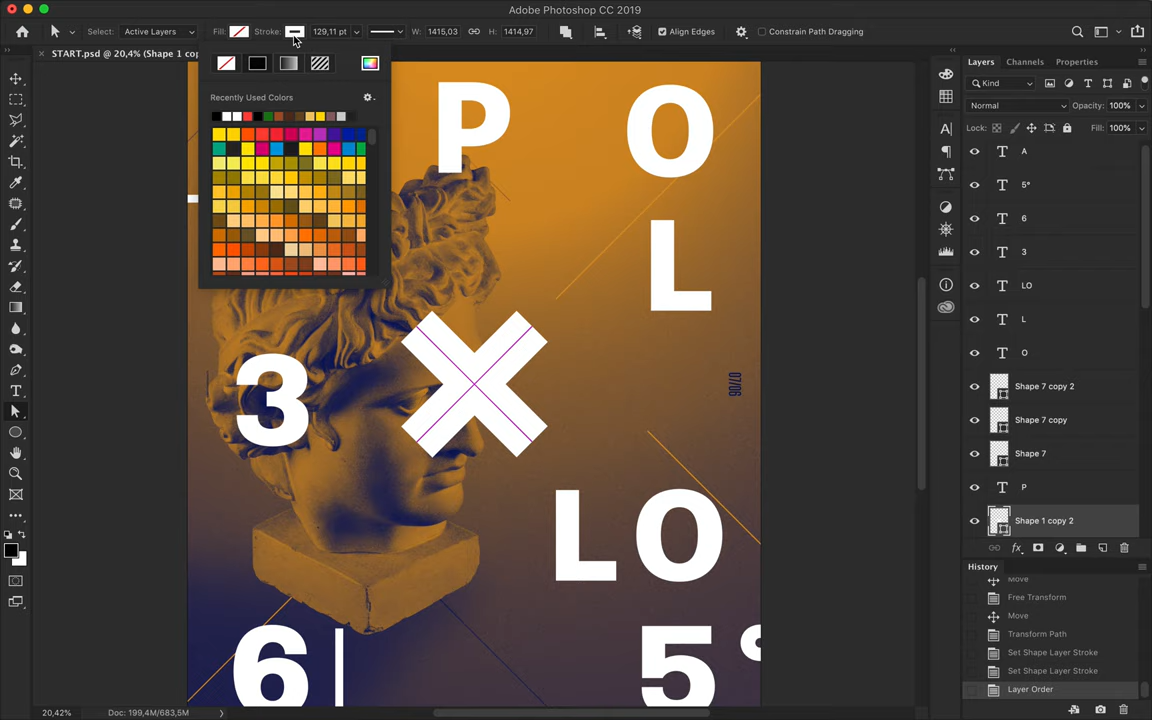 Adobe Photoshop CC 2019
Select: Active Layers Fill: Stroke: 129,11 pt W: 1415,03 H: 1414,97 Align Edges Constrain Path Dragging
START.psd @ 20,4% (Shape 1 cop
Recently Used Colors
P O
L
3
07/06
LO
6 5°
Layers Channels Properties
Kind
Normal Opacity: 100%
Lock: Fill: 100%
A
5°
6
3
LO
L
O
Shape 7 copy 2
Shape 7 copy
Shape 7
P
Shape 1 copy 2
fx
History
Move
Free Transform
Move
Transform Path
Set Shape Layer Stroke
Set Shape Layer Stroke
Layer Order
20,42% Doc: 199,4M/683,5M